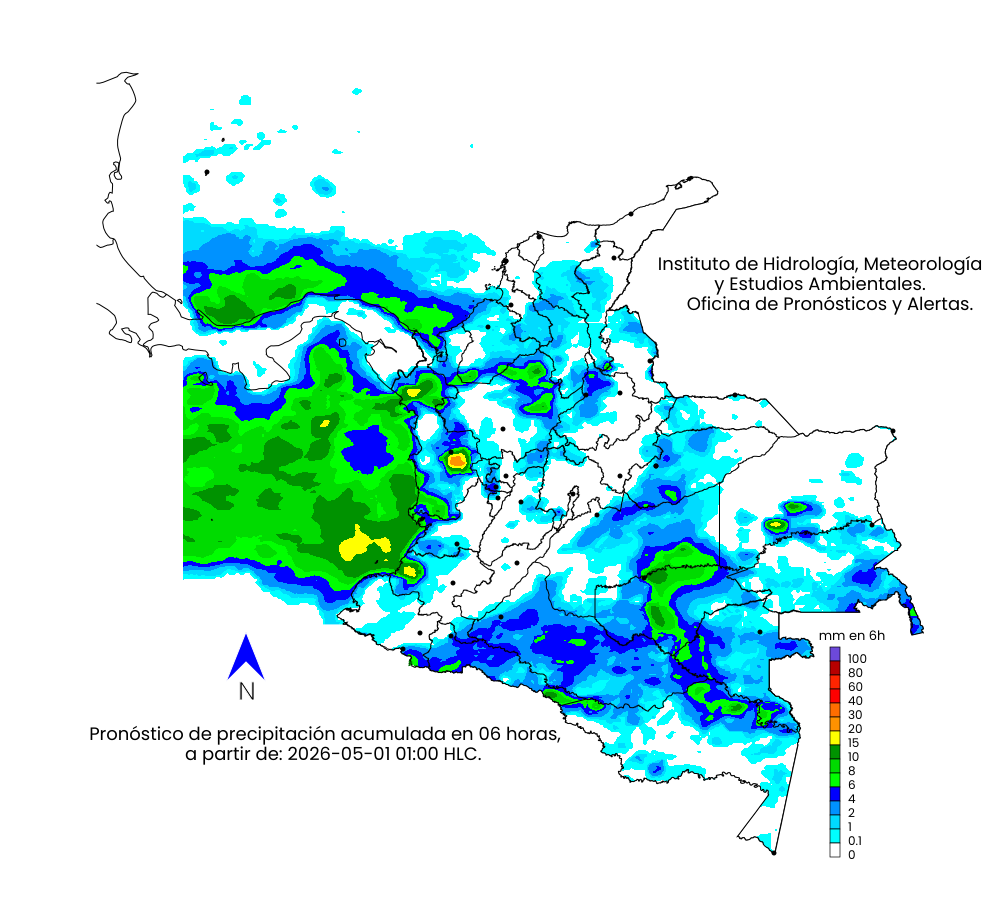 Instituto de Hidrología, Meteorología
y Estudios Ambientales.
Oficina de Pronósticos y Alertas.
mm en 6h
100
80
60
40
30
20
15
10
8
6
4
2
1
0.1
0
N
Pronóstico de precipitación acumulada en 06 horas,
a partir de: 2026-05-01 01:00 HLC.